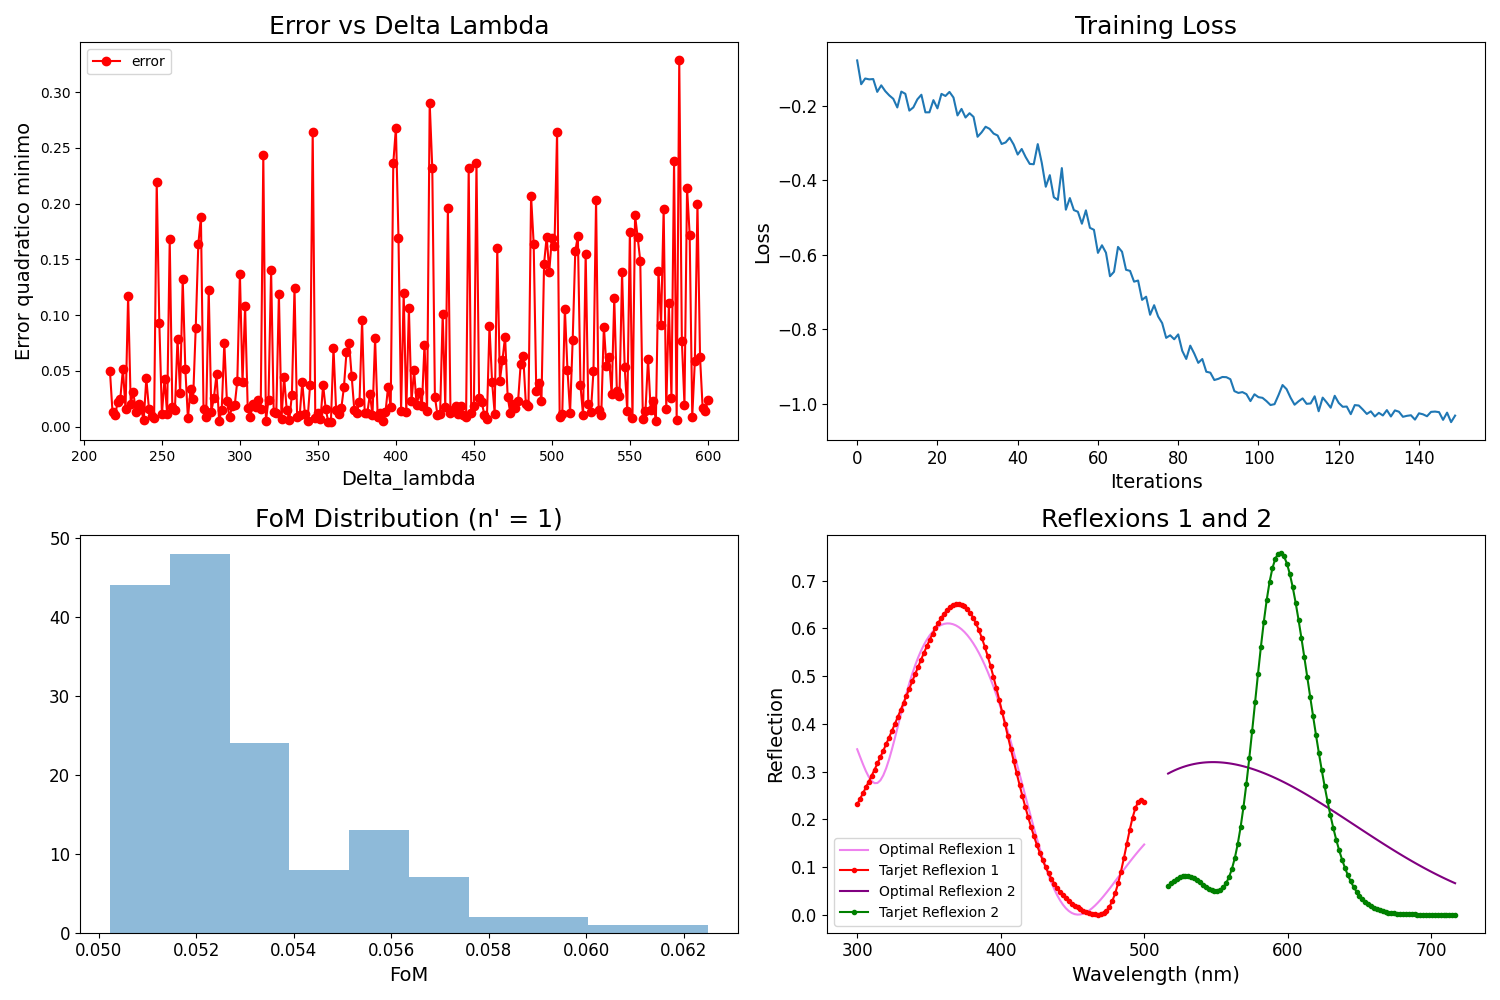 Error vs Delta Lambda
error
Error quadratico minimo
0.30
0.25
0.20
0.15
0.10
0.05
0.00
200 250 300 350 400 450 500 550 600
Delta_lambda
Training Loss
Loss
−0.2
−0.4
−0.6
−0.8
−1.0
0 20 40 60 80 100 120 140
Iterations
FoM Distribution (n' = 1)
50
40
30
20
10
0
0.050 0.052 0.054 0.056 0.058 0.060 0.062
FoM
Reflexions 1 and 2
Reflection
0.7
0.6
0.5
0.4
0.3
0.2
0.1
0.0
Optimal Reflexion 1
Tarjet Reflexion 1
Optimal Reflexion 2
Tarjet Reflexion 2
300 400 500 600 700
Wavelength (nm)